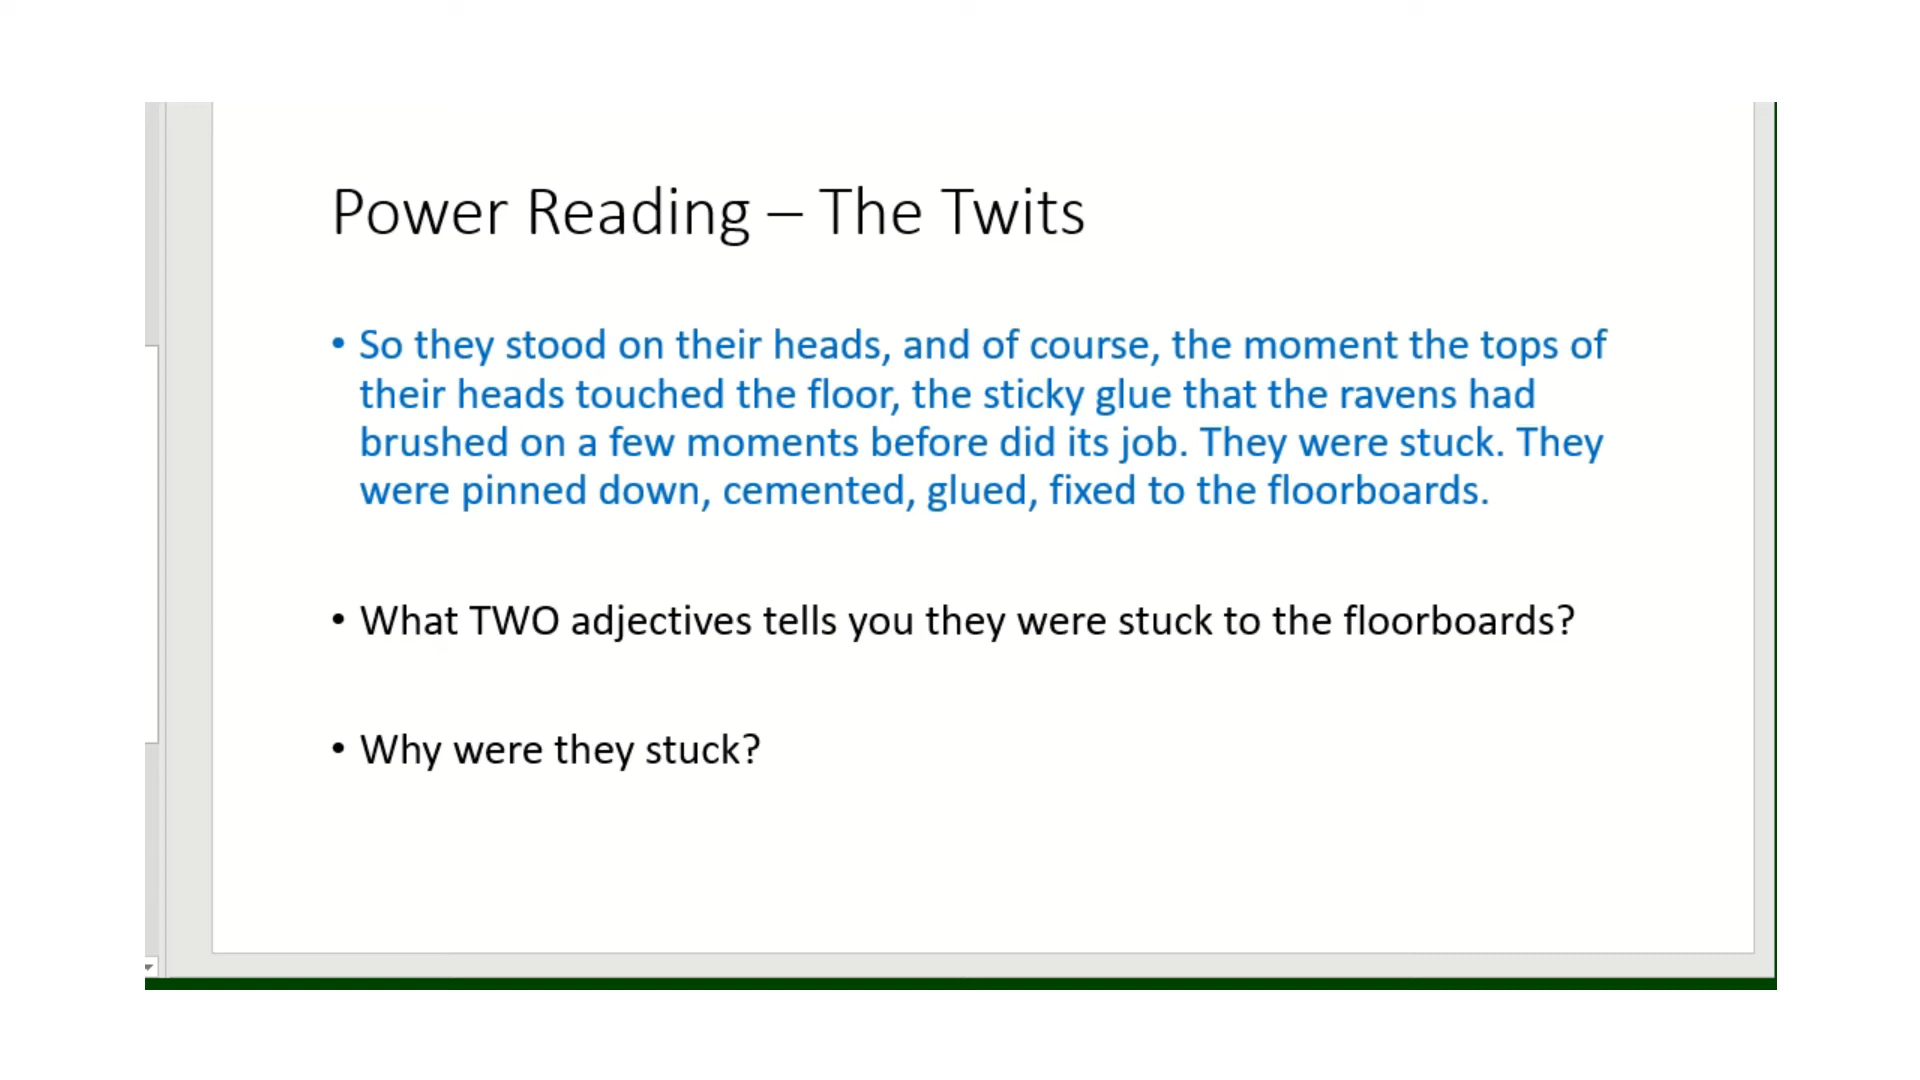 Power Reading – The Twits
• So they stood on their heads, and of course, the moment the tops of
their heads touched the floor, the sticky glue that the ravens had
brushed on a few moments before did its job. They were stuck. They
were pinned down, cemented, glued, fixed to the floorboards.
• What TWO adjectives tells you they were stuck to the floorboards?
• Why were they stuck?